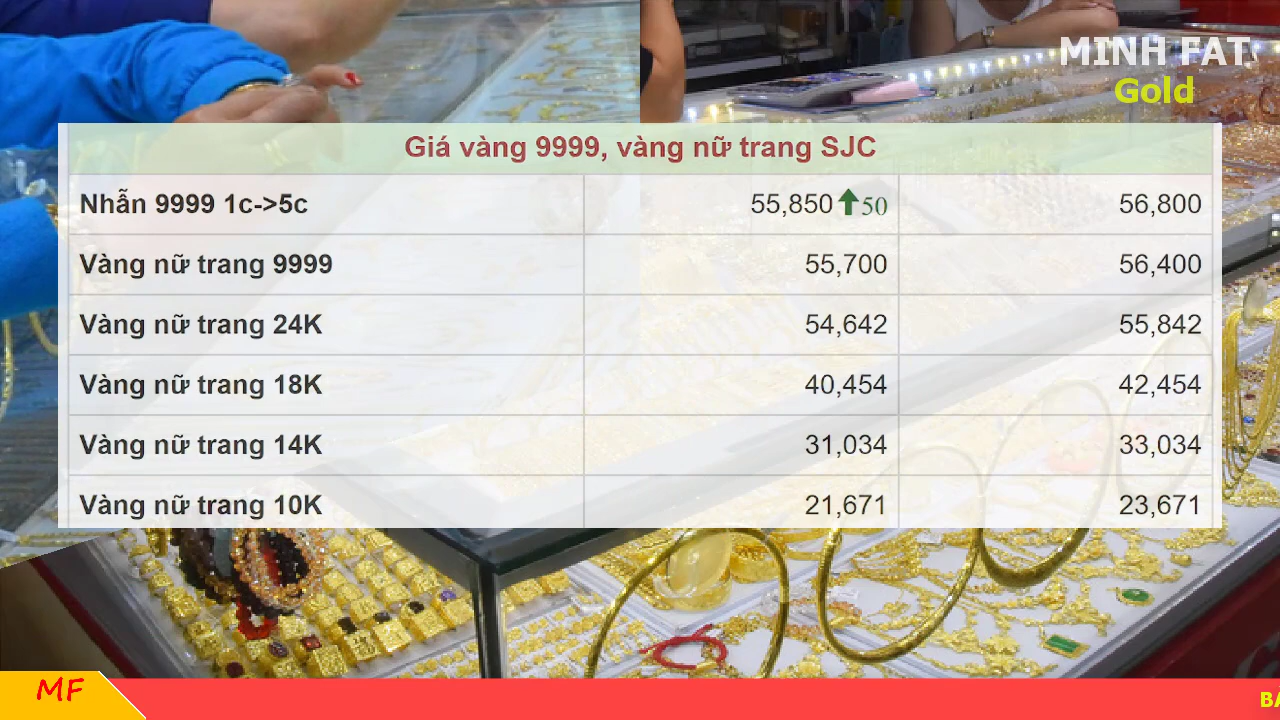 MINH FAT
Gold
Giá vàng 9999, vàng nữ trang SJC
Nhẫn 9999 1c->5c 55,850 50 56,800
Vàng nữ trang 9999 55,700 56,400
Vàng nữ trang 24K 54,642 55,842
Vàng nữ trang 18K 40,454 42,454
Vàng nữ trang 14K 31,034 33,034
Vàng nữ trang 10K 21,671 23,671
MF